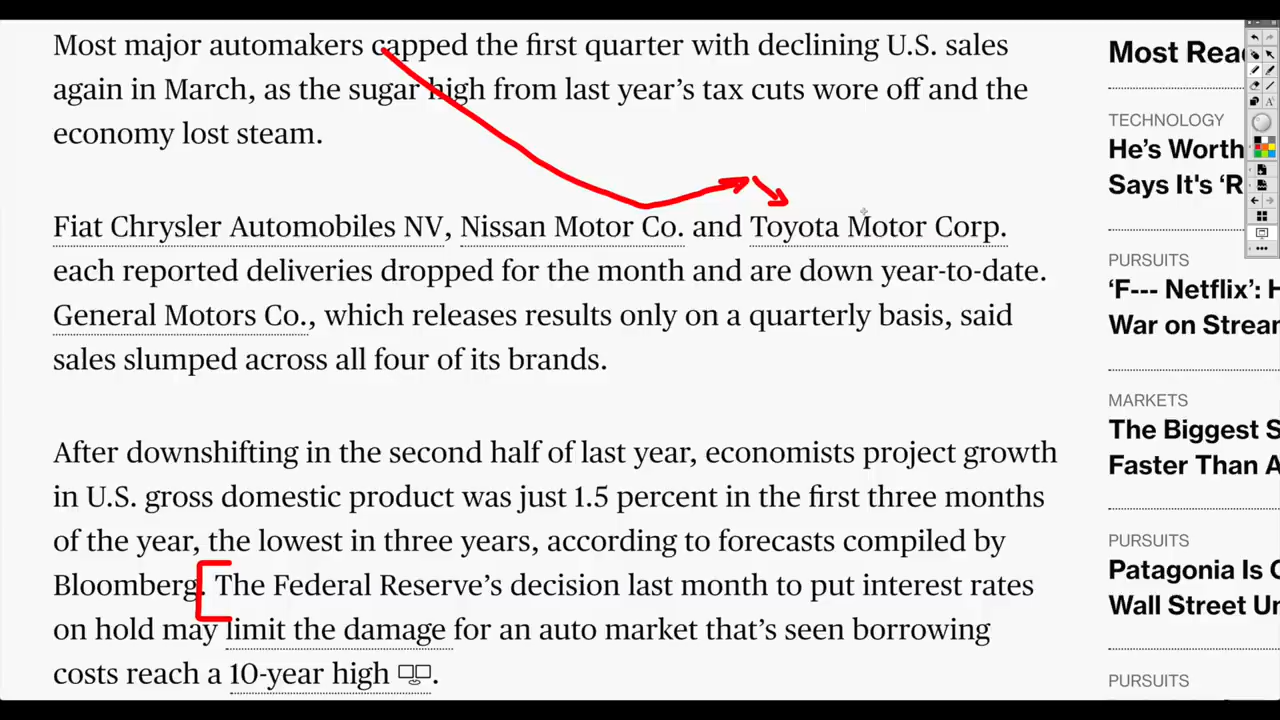 Most major automakers capped the first quarter with declining U.S. sales
again in March, as the sugar high from last year's tax cuts wore off and the
economy lost steam.
Fiat Chrysler Automobiles NV, Nissan Motor Co. and Toyota Motor Corp.
each reported deliveries dropped for the month and are down year-to-date.
General Motors Co., which releases results only on a quarterly basis, said
sales slumped across all four of its brands.
After downshifting in the second half of last year, economists project growth
in U.S. gross domestic product was just 1.5 percent in the first three months
of the year, the lowest in three years, according to forecasts compiled by
Bloomberg. The Federal Reserve's decision last month to put interest rates
on hold may limit the damage for an auto market that's seen borrowing
costs reach a 10-year high.
Most
TECHNOLOGY
He's Worth
Says It's
PURSUITS
'F--- Netflix':
War on
MARKETS
The Biggest
Faster Than
PURSUITS
Patagonia Is
Wall Street
PURSUITS